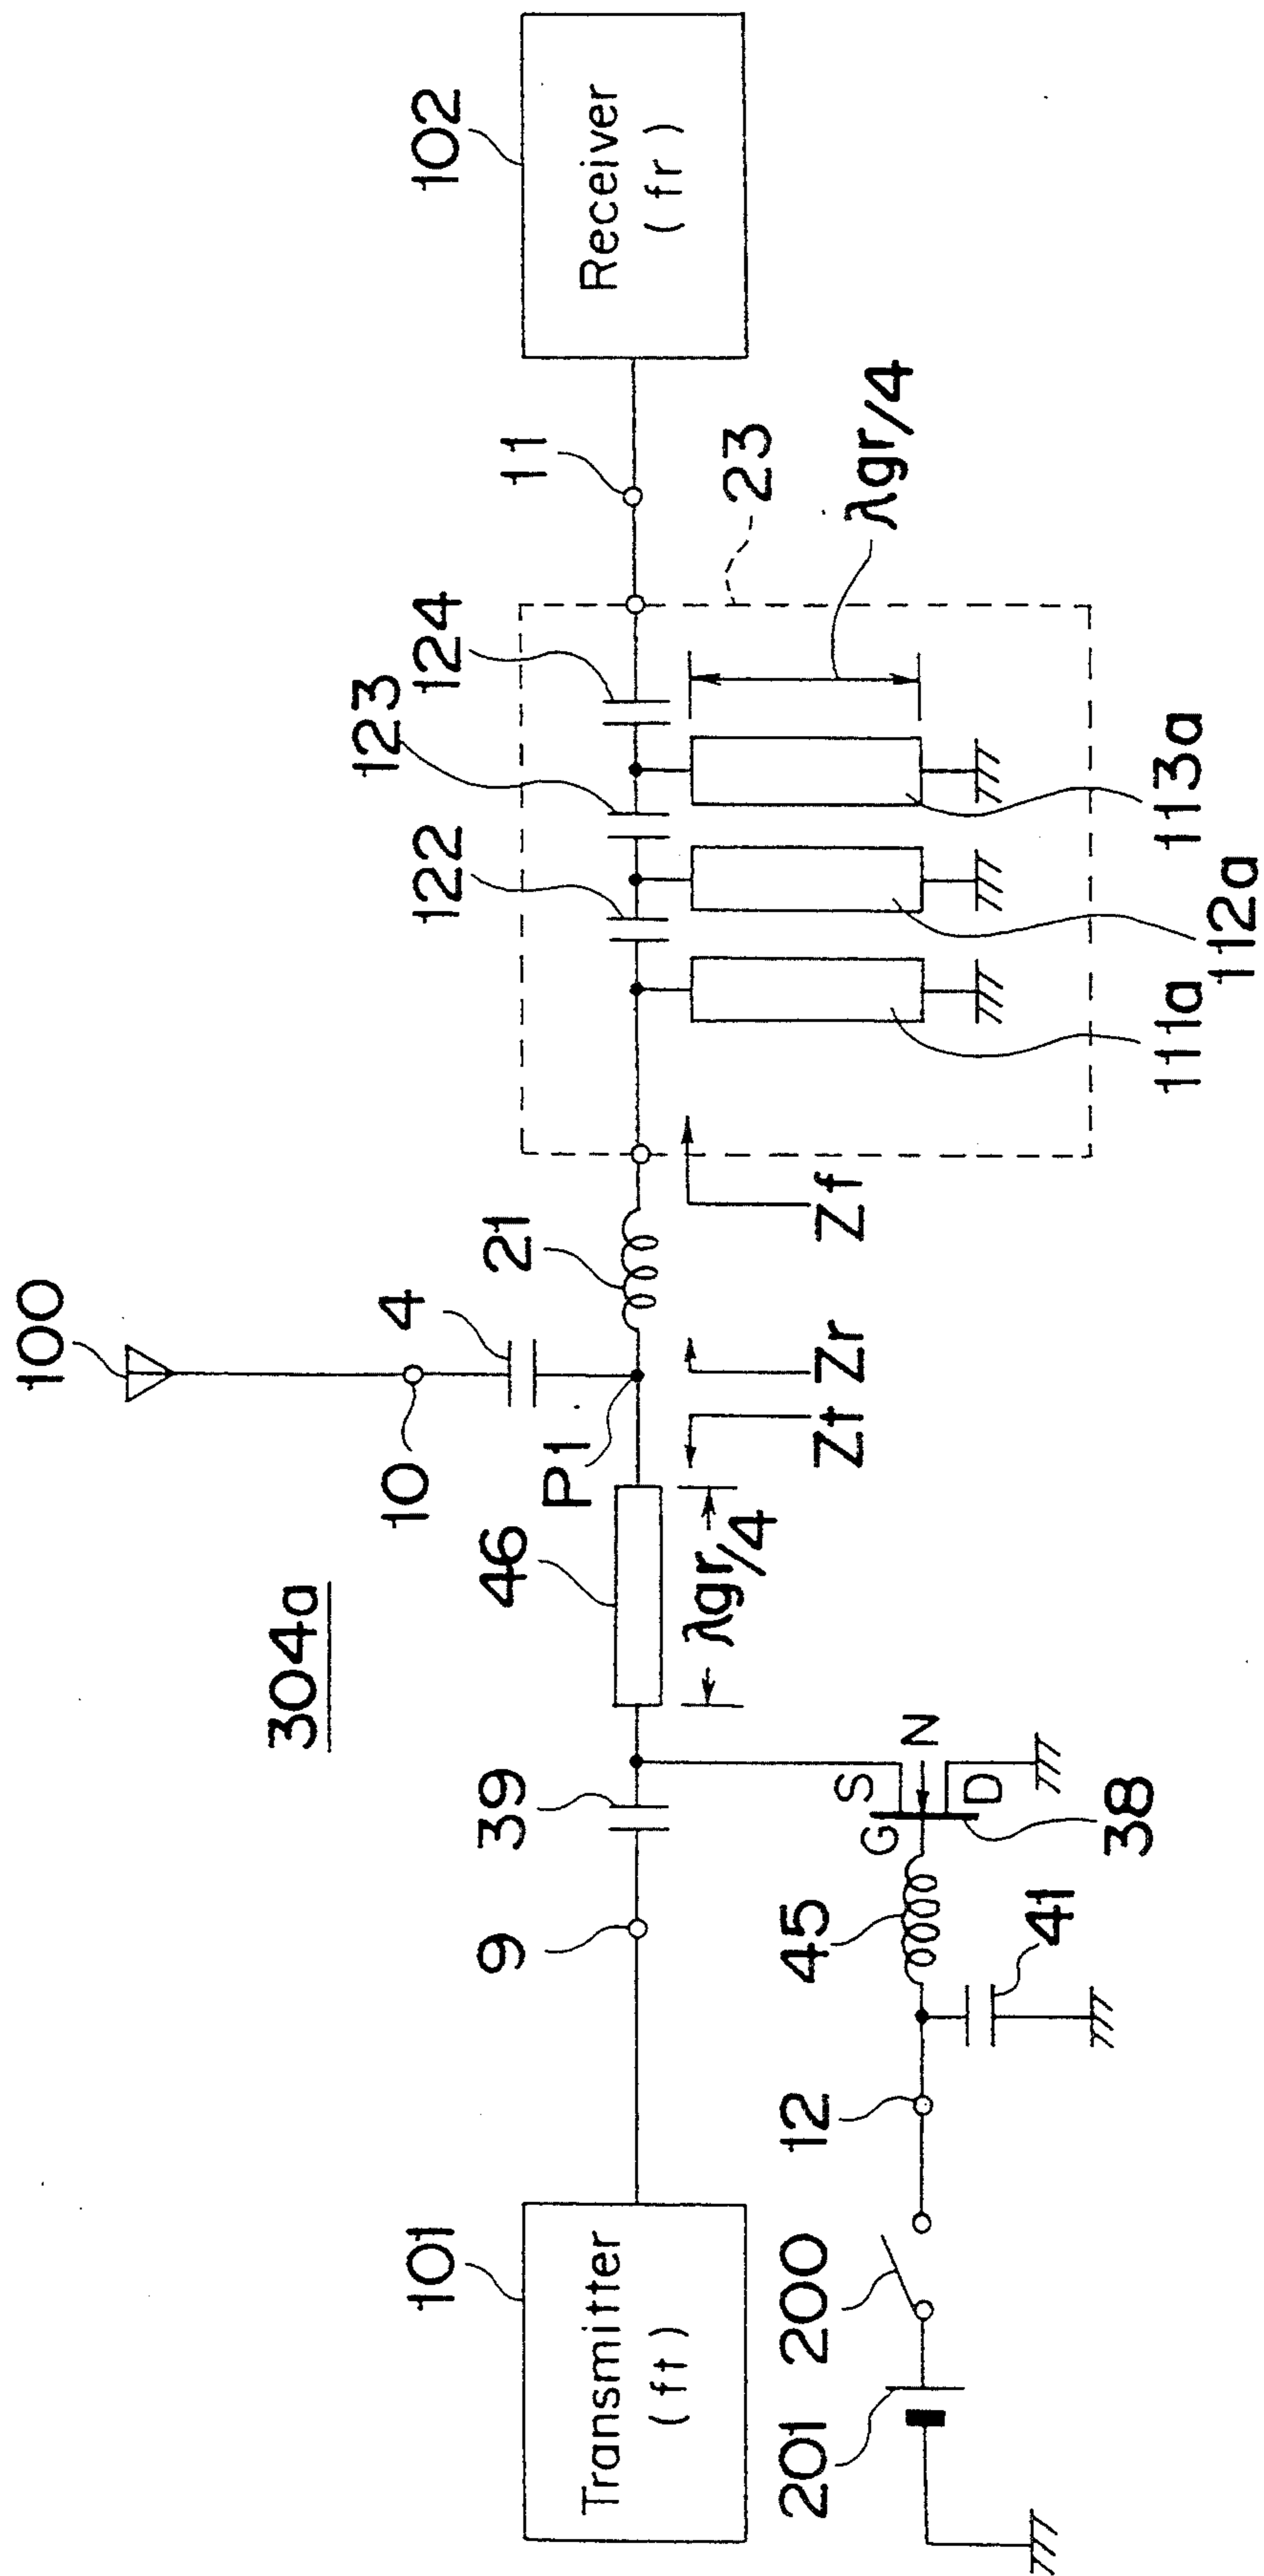 304a
100
10
4
P1
46
λgr/4
21
Zt
Zr
Zf
39
9
101
Transmitter
(ft)
S
G
N
D
38
45
41
12
200
201
122
123
124
23
λgr/4
111a
112a
113a
11
102
Receiver
(fr)